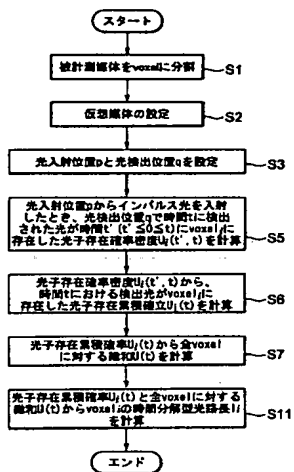 スタート
被計測媒体をvoxelに分割
S1
仮想媒体の設定
S2
光入射位置pと光検出位置qを設定
S3
光入射位置pからインパルス光を入射
したとき、光検出位置qで時間tに検出
された光が時間t'(t'≦0≦t)にvoxel iに
存在した光子存在確率密度Ui(t',t)を計算
S5
光子存在確率密度Ui(t',t)から、
時間tにおける検出光がvoxel iに
存在した光子存在累積確立Ui(t)を計算
S6
光子存在累積確率Ui(t)から全voxel
に対する総和U(t)を計算
S7
光子存在累積確率Ui(t)と全voxelに対する
総和U(t)からvoxel iの時間分解型光路長li
を計算
S11
エンド